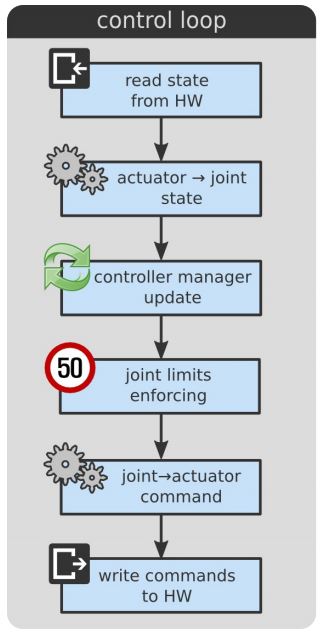 control loop
read state
from HW
actuator → joint
state
controller manager
update
50
joint limits
enforcing
joint→actuator
command
write commands
to HW